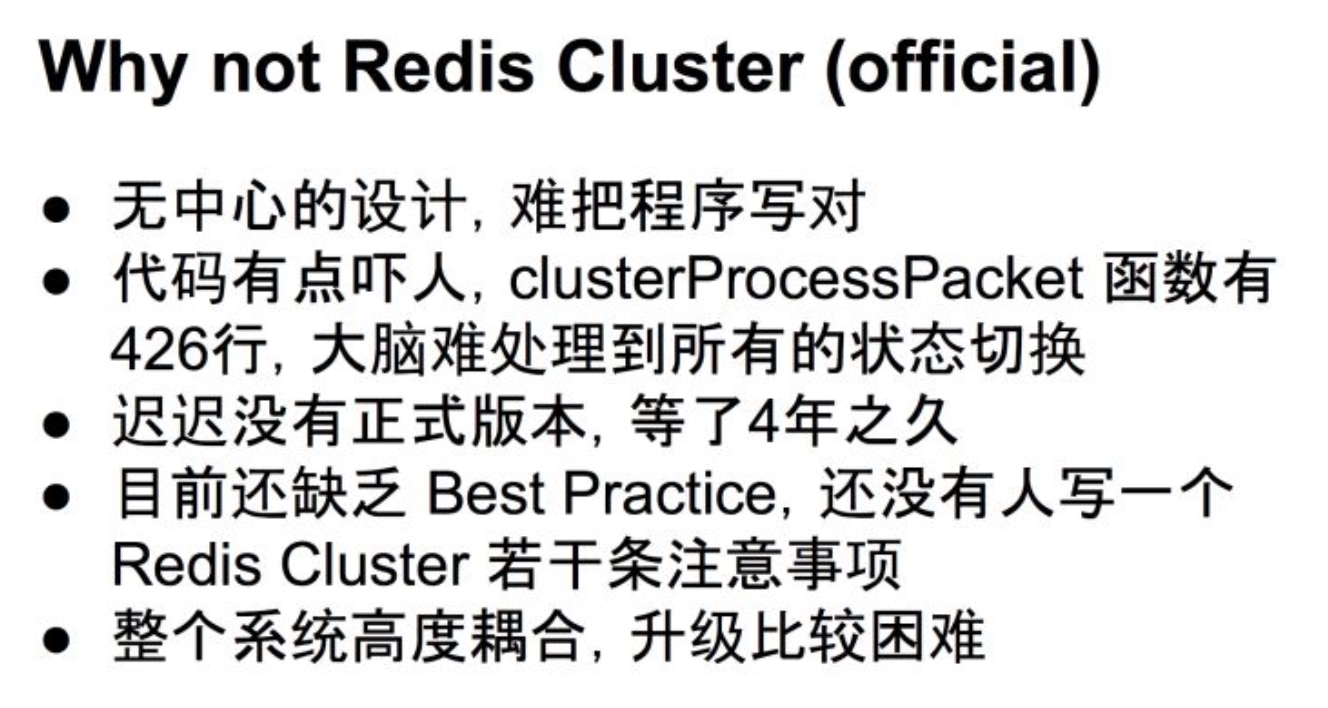 Why not Redis Cluster (official)
● 无中心的设计, 难把程序写对
● 代码有点吓人, clusterProcessPacket 函数有
426行, 大脑难处理到所有的状态切换
● 迟迟没有正式版本, 等了4年之久
● 目前还缺乏 Best Practice, 还没有人写一个
Redis Cluster 若干条注意事项
● 整个系统高度耦合, 升级比较困难